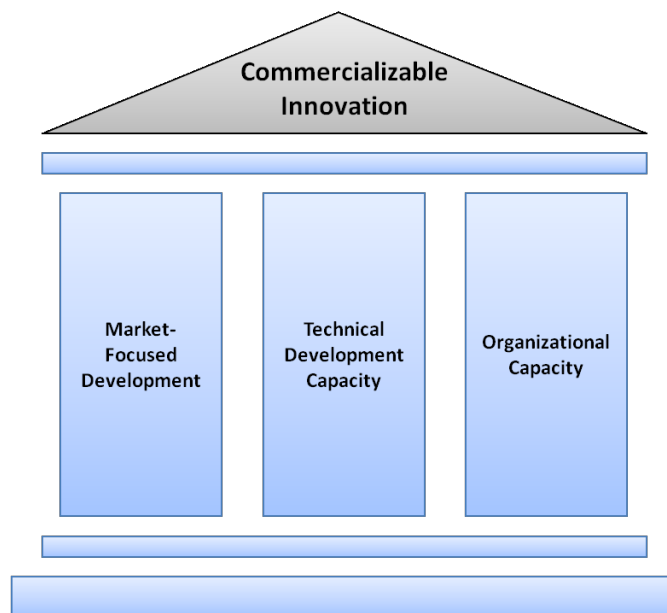 Commercializable
Innovation
Market-
Focused
Development
Technical
Development
Capacity
Organizational
Capacity